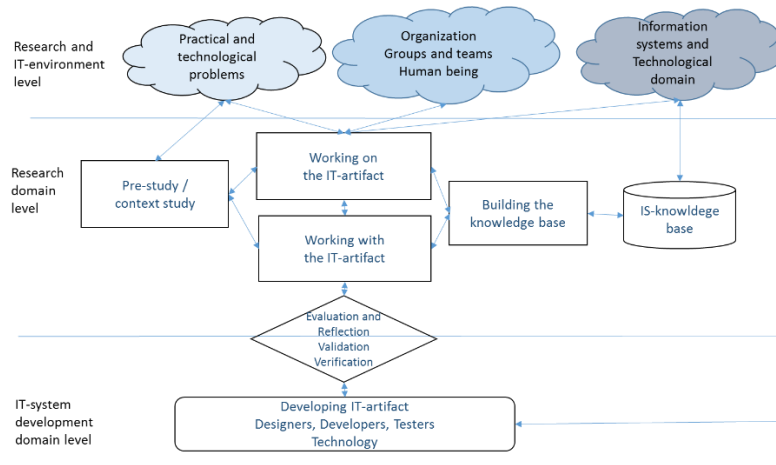 Research and
IT-environment
level
Practical and
technological
problems
Organization
Groups and teams
Human being
Information
systems and
Technological
domain
Research
domain
level
Pre-study /
context study
Working on
the IT-artifact
Working with
the IT-artifact
Building the
knowledge base
IS-knowldege
base
Evaluation and
Reflection
Validation
Verification
IT-system
development
domain level
Developing IT-artifact
Designers, Developers, Testers
Technology